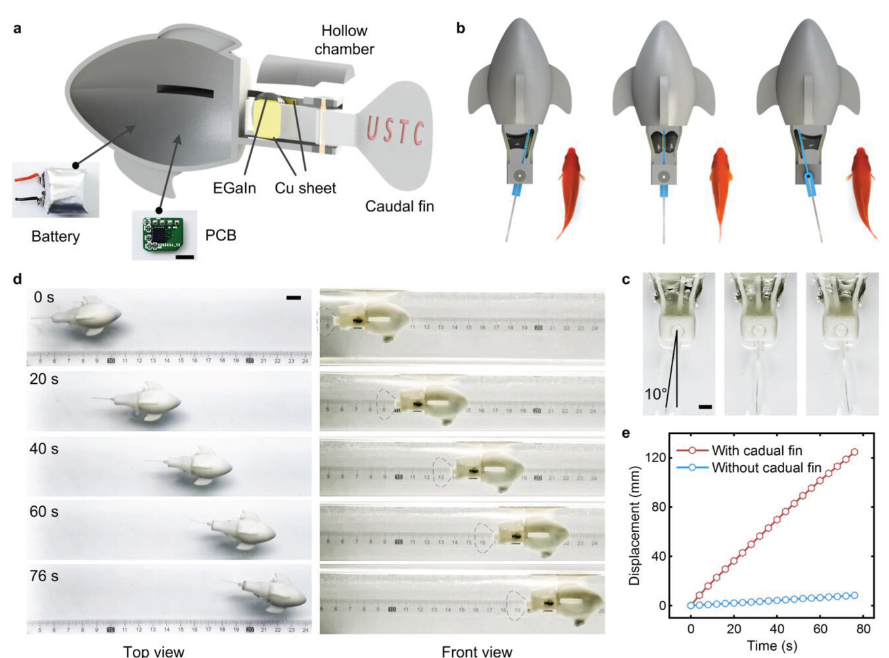 a
Hollow
chamber
USTC
EGaIn
Cu sheet
Caudal fin
Battery
PCB
b
c
10°
d
0 s
20 s
40 s
60 s
76 s
Top view
Front view
e
With cadual fin
Without cadual fin
Displacement (mm)
120
80
40
0
0 20 40 60 80
Time (s)